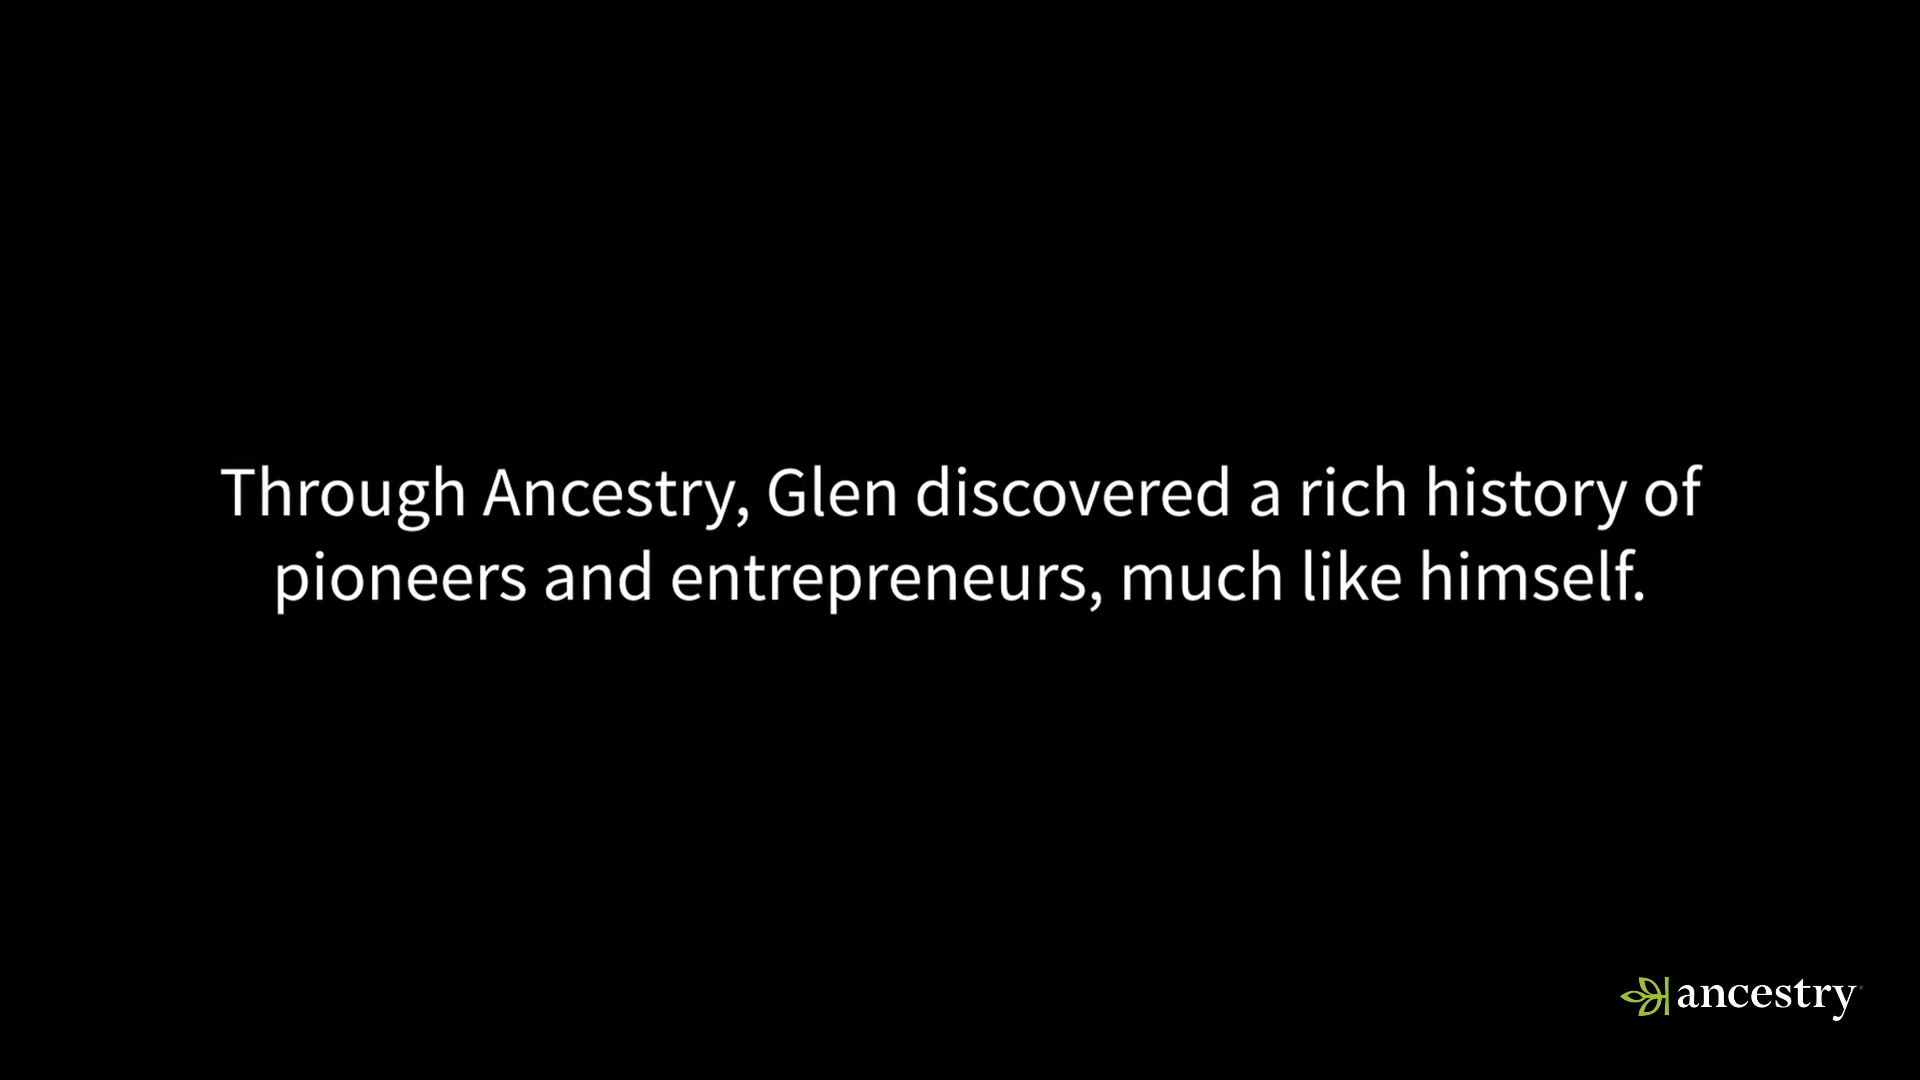 Through Ancestry, Glen discovered a rich history of
pioneers and entrepreneurs, much like himself.
ancestry